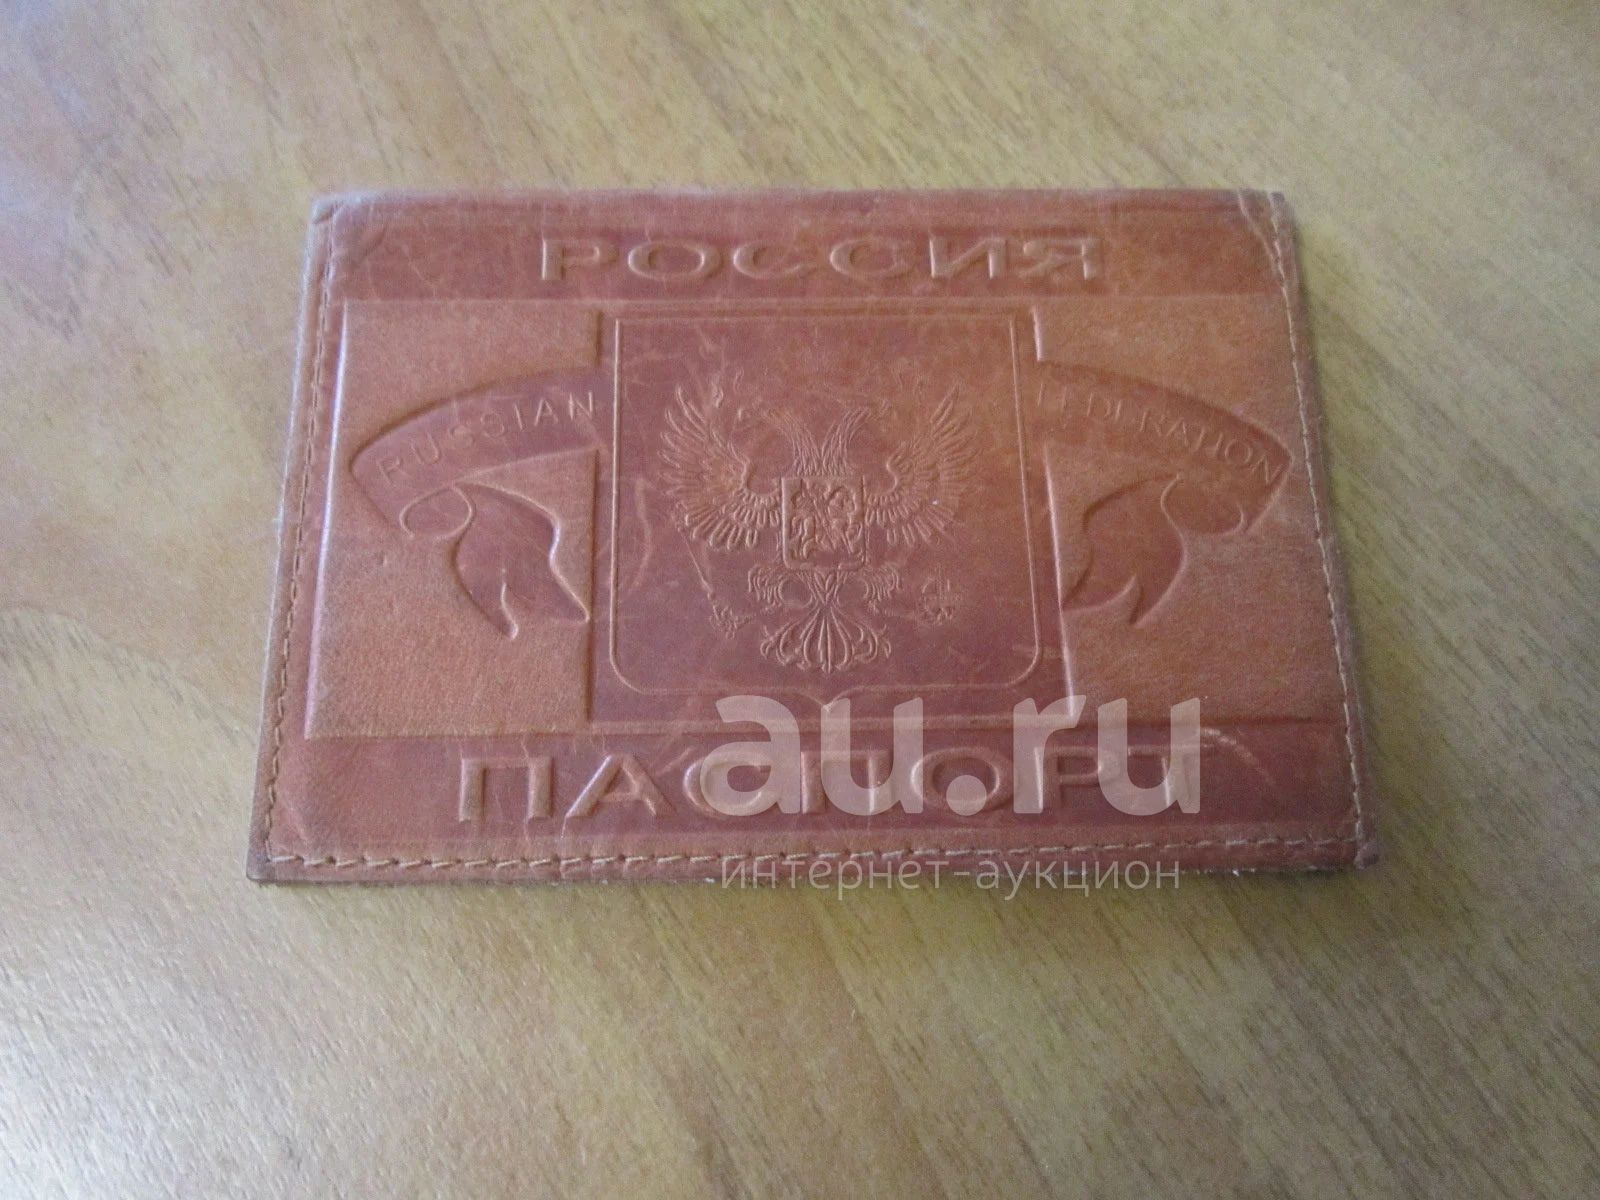 РОССИЯ
RUSSIAN FEDERATION
ПАСПОРТ
au.ru
интернет-аукцион